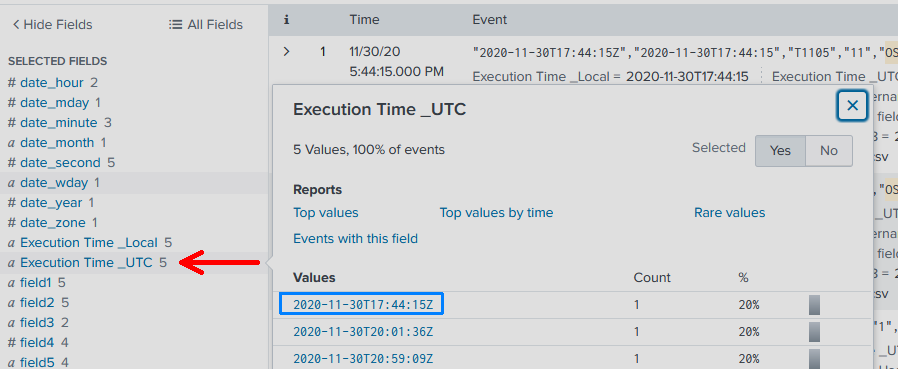 Hide Fields
All Fields
i
Time
Event
SELECTED FIELDS
# date_hour 2
# date_mday 1
# date_minute 3
a date_month 1
# date_second 5
a date_wday 1
# date_year 1
# date_zone 1
a Execution Time _Local 5
a Execution Time _UTC 5
a field1 5
a field2 5
a field3 2
# field4 4
a field5 4
1
11/30/20
5:44:15.000 PM
"2020-11-30T17:44:15Z","2020-11-30T17:44:15","T1105","11","OS
Execution Time _Local = 2020-11-30T17:44:15
Execution Time _UTC
Execution Time _UTC
5 Values, 100% of events
Selected
Yes
No
Reports
Top values
Top values by time
Rare values
Events with this field
Values
Count
%
2020-11-30T17:44:15Z
1
20%
2020-11-30T20:01:36Z
1
20%
2020-11-30T20:59:09Z
1
20%